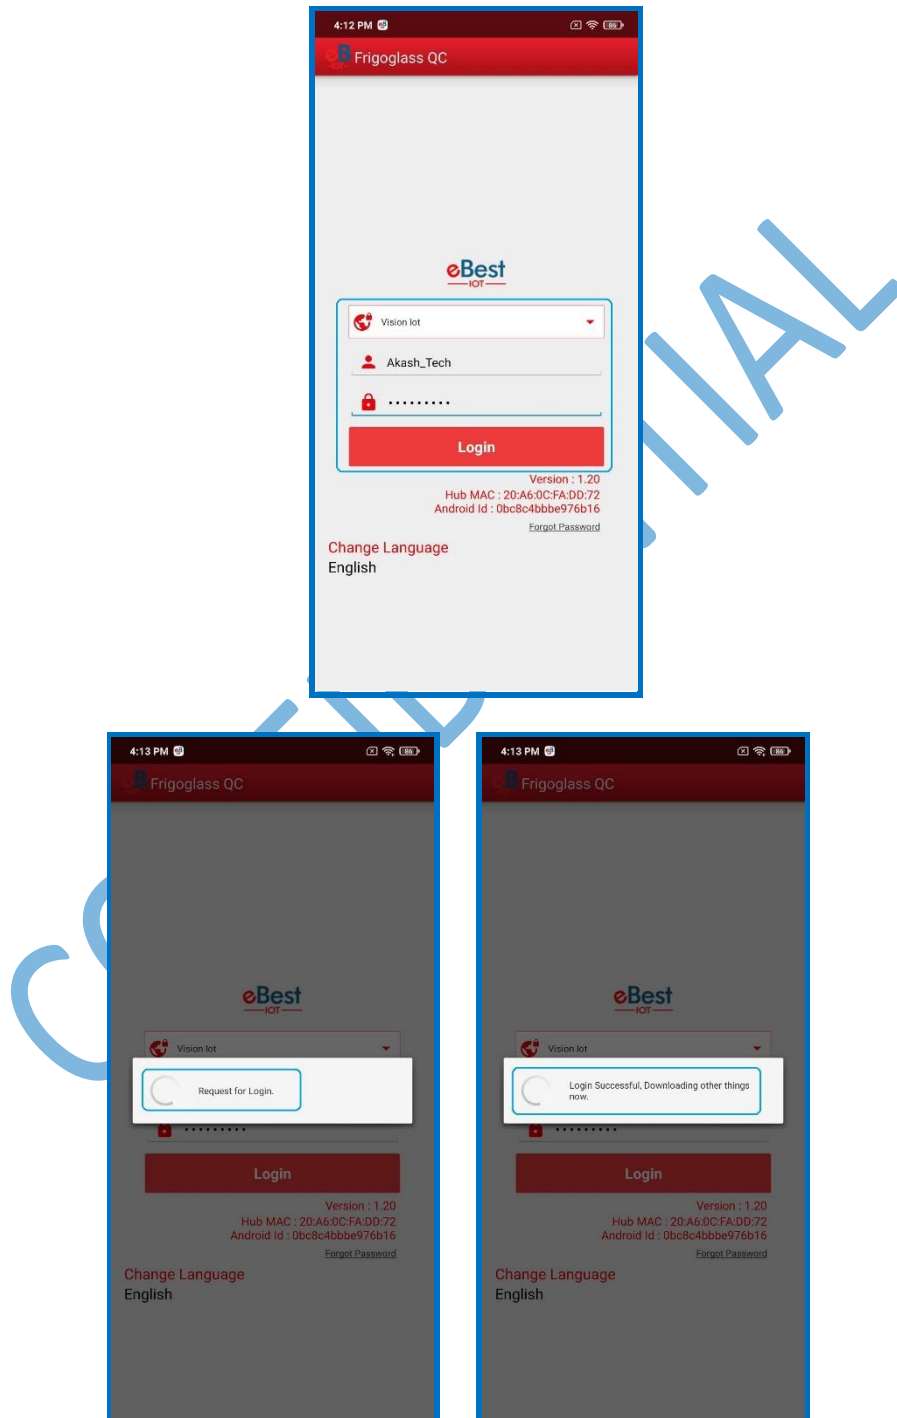 4:12 PM
86
Frigoglass QC
eBest
IOT
Vision Iot
Akash_Tech
•••••••••
Login
Version : 1.20
Hub MAC : 20:A6:0C:FA:DD:72
Android Id : 0bc8c4bbbe976b16
Forgot Password
Change Language
English
4:13 PM
86
Frigoglass QC
eBest
IOT
Vision Iot
Request for Login.
•••••••••
Login
Version : 1.20
Hub MAC : 20:A6:0C:FA:DD:72
Android Id : 0bc8c4bbbe976b16
Forgot Password
Change Language
English
4:13 PM
86
Frigoglass QC
eBest
IOT
Vision Iot
Login Successful, Downloading other things
now.
•••••••••
Login
Version : 1.20
Hub MAC : 20:A6:0C:FA:DD:72
Android Id : 0bc8c4bbbe976b16
Forgot Password
Change Language
English